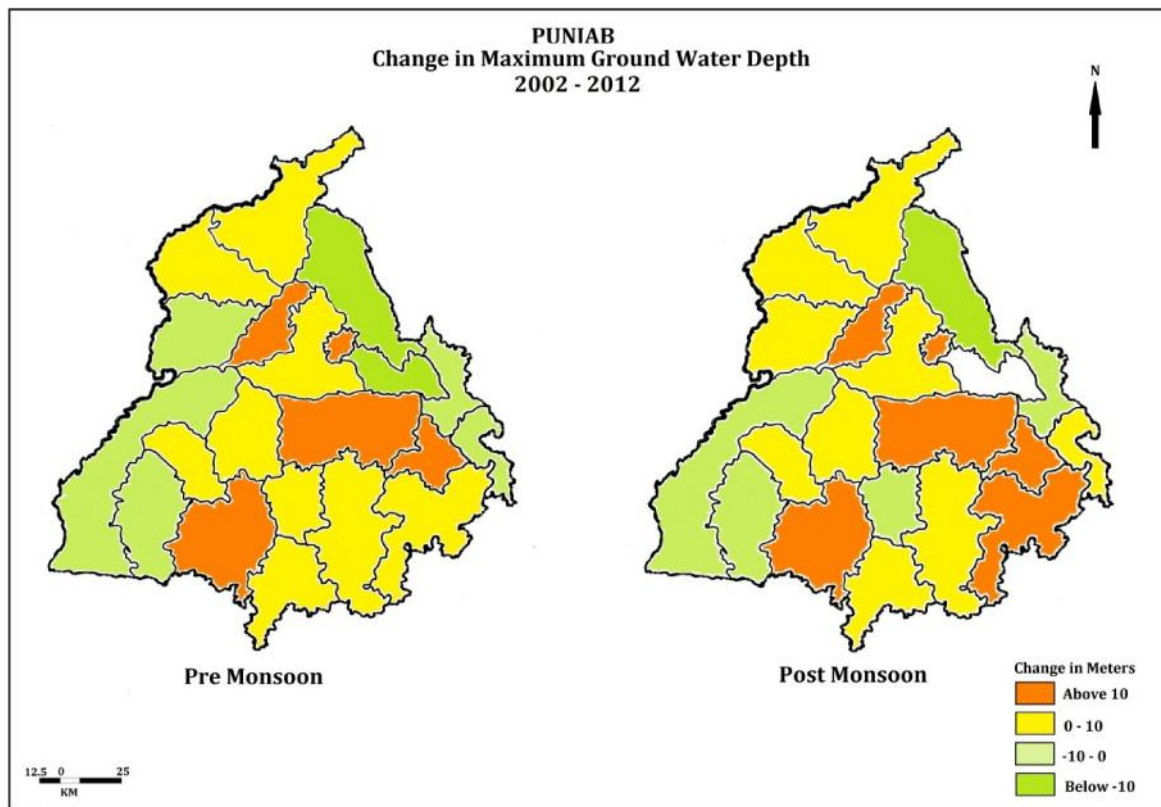 PUNJAB
Change in Maximum Ground Water Depth
2002 - 2012
N
Pre Monsoon
Post Monsoon
Change in Meters
Above 10
0 - 10
-10 - 0
Below -10
12.5 0 25
KM